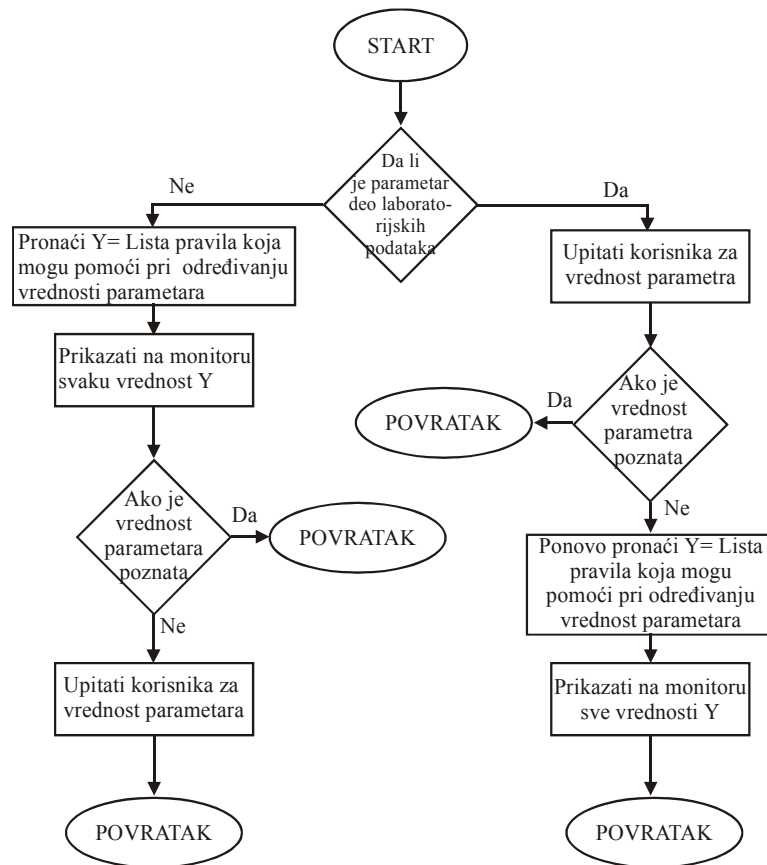 START
Da li
je parametar
deo laborato-
rijskih
podataka
Ne
Da
Pronaći Y= Lista pravila koja
mogu pomoći pri određivanju
vrednosti parametara
Upitati korisnika za
vrednost parametra
Prikazati na monitoru
svaku vrednost Y
Ako je
vrednost
parametra
poznata
Da
POVRATAK
Ako je
vrednost
parametara
poznata
Da
POVRATAK
Ne
Ponovo pronaći Y= Lista
pravila koja mogu
pomoći pri određivanju
vrednost parametara
Ne
Upitati korisnika za
vrednost parametara
Prikazati na monitoru
sve vrednosti Y
POVRATAK
POVRATAK